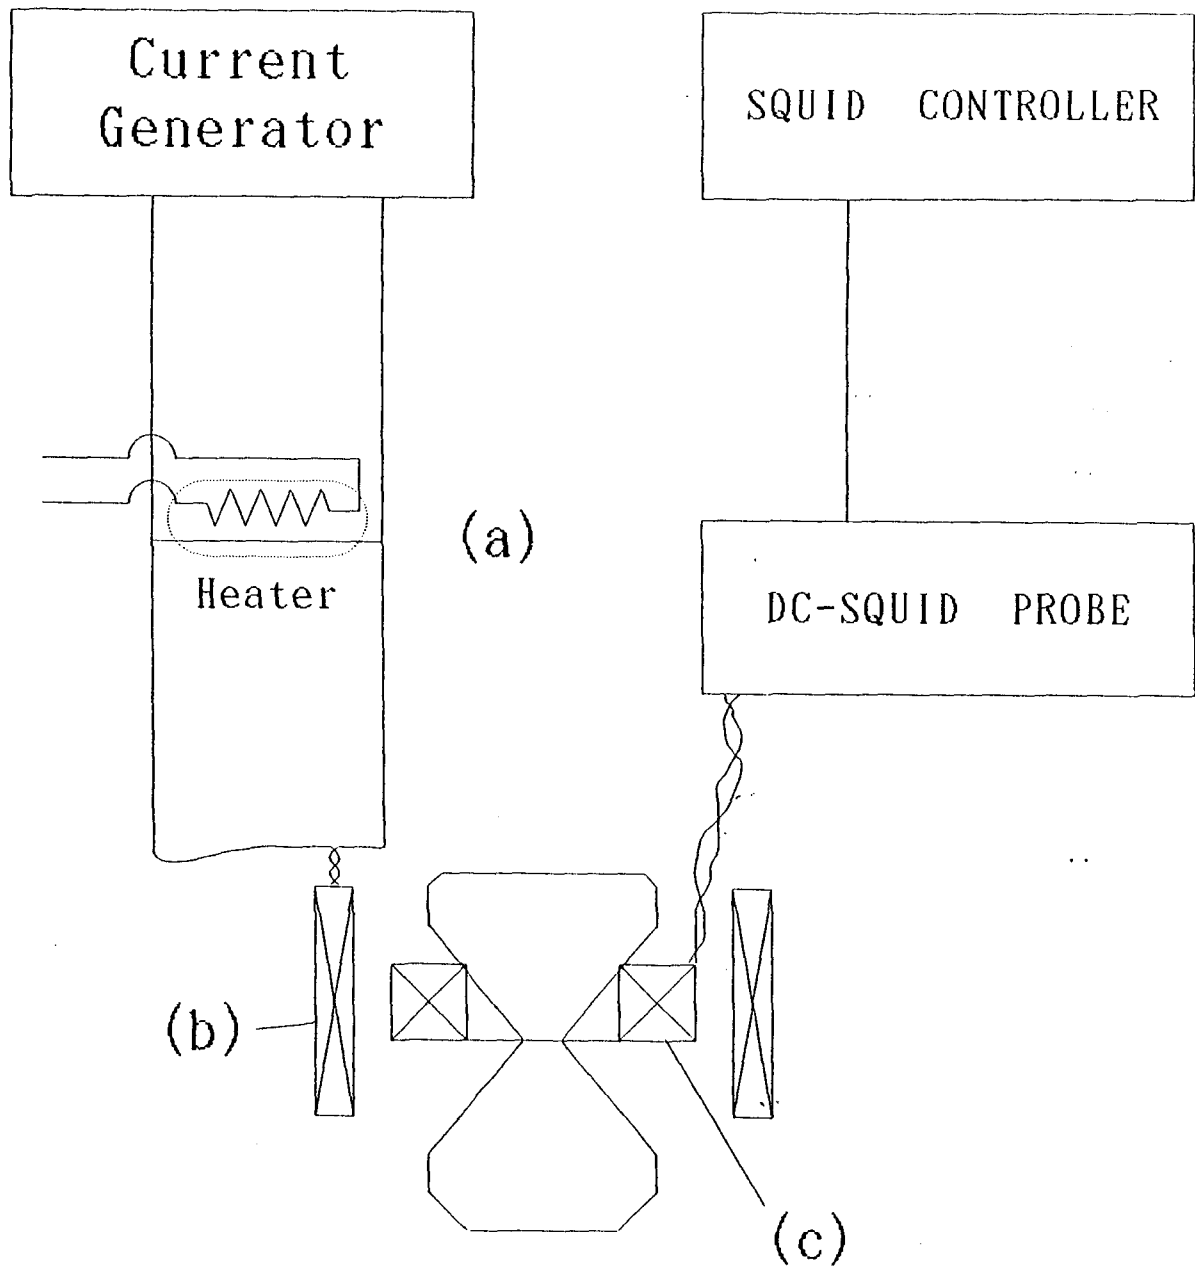 Current
Generator
SQUID CONTROLLER
(a)
Heater
DC-SQUID PROBE
(b)
(c)